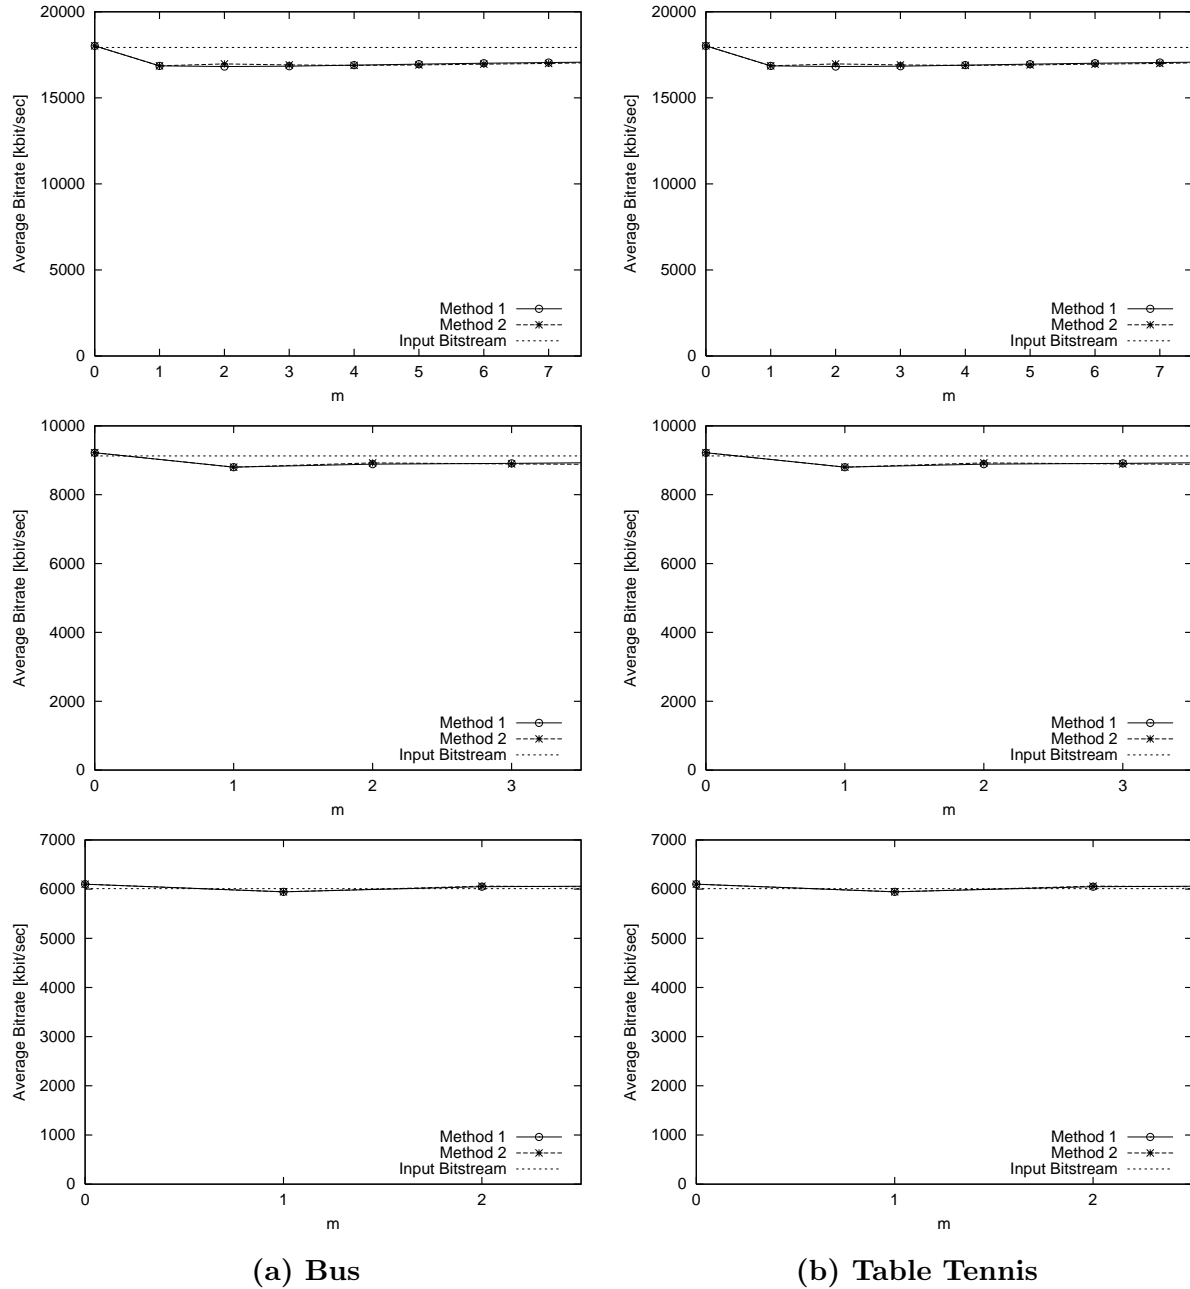 20000
15000
10000
5000
0
Average Bitrate [kbit/sec]
Method 1
Method 2
Input Bitstream
0 1 2 3 4 5 6 7
m
20000
15000
10000
5000
0
Average Bitrate [kbit/sec]
Method 1
Method 2
Input Bitstream
0 1 2 3 4 5 6 7
m
10000
8000
6000
4000
2000
0
Average Bitrate [kbit/sec]
Method 1
Method 2
Input Bitstream
0 1 2 3
m
10000
8000
6000
4000
2000
0
Average Bitrate [kbit/sec]
Method 1
Method 2
Input Bitstream
0 1 2 3
m
7000
6000
5000
4000
3000
2000
1000
0
Average Bitrate [kbit/sec]
Method 1
Method 2
Input Bitstream
0 1 2
m
7000
6000
5000
4000
3000
2000
1000
0
Average Bitrate [kbit/sec]
Method 1
Method 2
Input Bitstream
0 1 2
m
(a) Bus
(b) Table Tennis